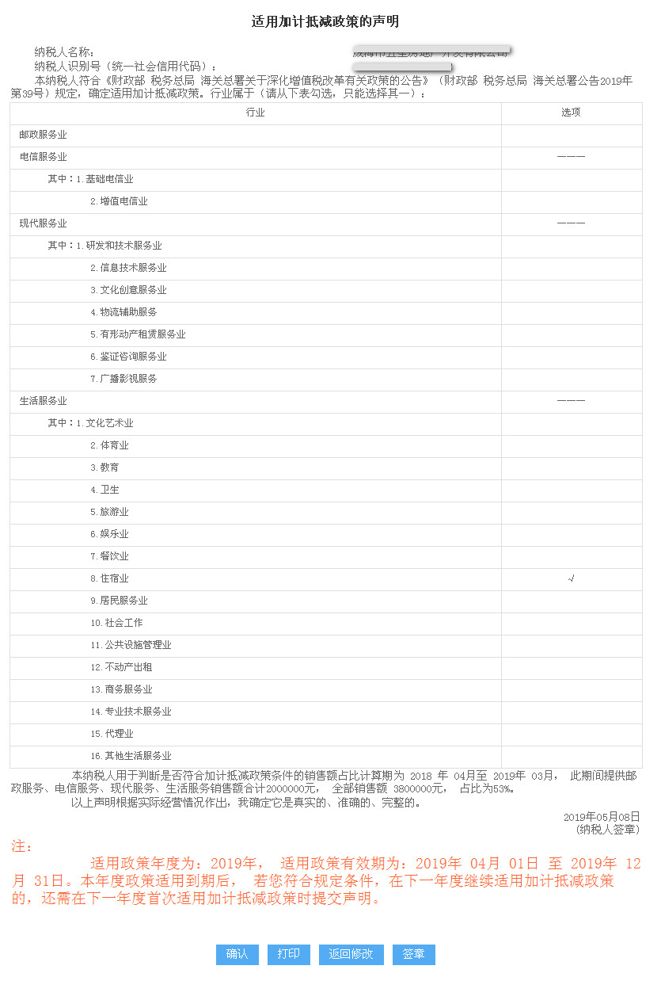 适用加计抵减政策的声明
纳税人名称：
纳税人识别号（统一社会信用代码）：
本纳税人符合《财政部 税务总局 海关总署关于深化增值税改革有关政策的公告》（财政部 税务总局 海关总署公告2019年
第39号）规定，确定适用加计抵减政策。行业属于（请从下表勾选，只能选择其一）：
行业 选项
邮政服务业
电信服务业 ———
其中：1.基础电信业
2.增值电信业
现代服务业 ———
其中：1.研发和技术服务业
2.信息技术服务业
3.文化创意服务业
4.物流辅助服务
5.有形动产租赁服务业
6.鉴证咨询服务业
7.广播影视服务
生活服务业 ———
其中：1.文化艺术业
2.体育业
3.教育
4.卫生
5.旅游业
6.娱乐业
7.餐饮业
8.住宿业 √
9.居民服务业
10.社会工作
11.公共设施管理业
12.不动产出租
13.商务服务业
14.专业技术服务业
15.代理业
16.其他生活服务业
本纳税人用于判断是否符合加计抵减政策条件的销售额占比计算期为 2018 年 04月至 2019年 03月， 此期间提供邮
政服务、电信服务、现代服务、生活服务销售额合计2000000元， 全部销售额 3800000元， 占比为53%。
以上声明根据实际经营情况作出，我确定它是真实的、准确的、完整的。
2019年05月08日
(纳税人签章)
注：
适用政策年度为：2019年， 适用政策有效期为：2019年 04月 01日 至 2019年 12
月 31日。本年度政策适用到期后， 若您符合规定条件，在下一年度继续适用加计抵减政策
的，还需在下一年度首次适用加计抵减政策时提交声明。
确认 打印 返回修改 签章